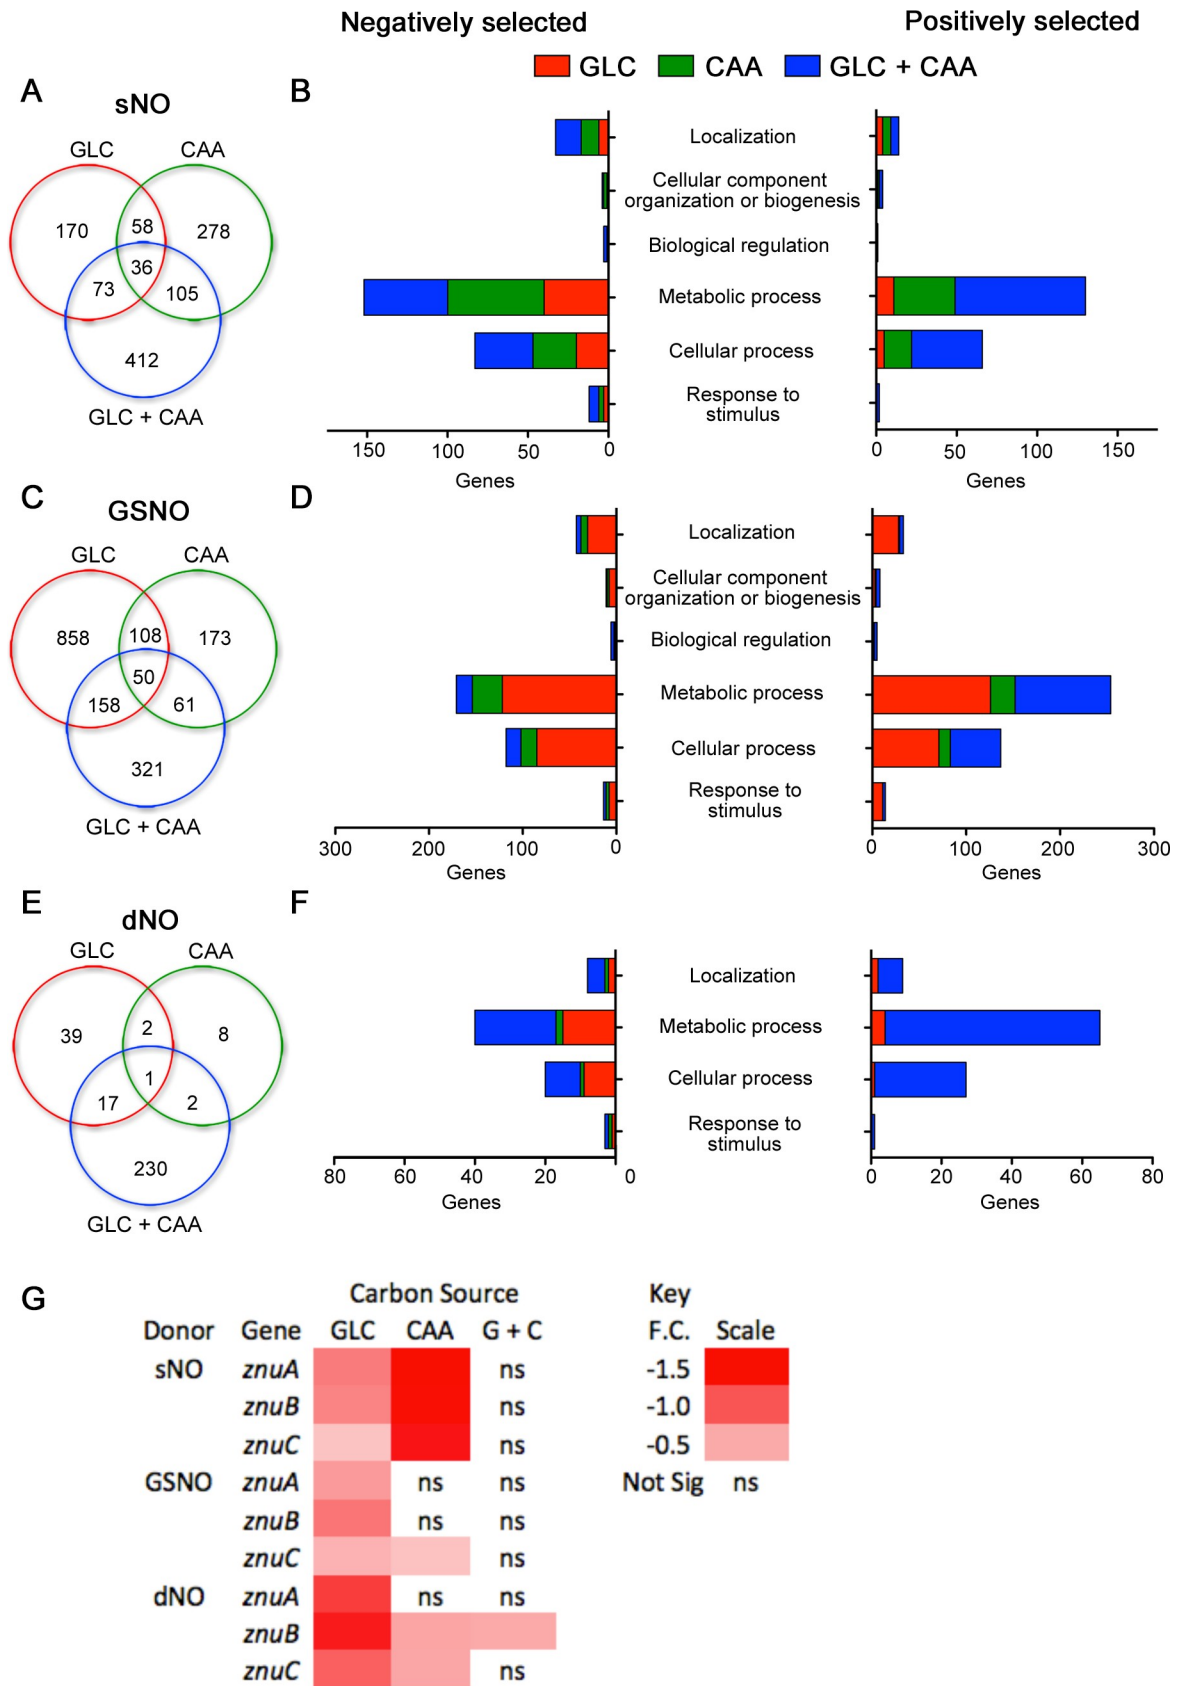 Negatively selected
Positively selected
GLC CAA GLC + CAA
A
sNO
GLC CAA
170 58 278
36
73 105
412
GLC + CAA
B
Localization
Cellular component
organization or biogenesis
Biological regulation
Metabolic process
Cellular process
Response to
stimulus
150 100 50 0
Genes
0 50 100 150
Genes
C
GSNO
GLC CAA
858 108 173
50
158 61
321
GLC + CAA
D
Localization
Cellular component
organization or biogenesis
Biological regulation
Metabolic process
Cellular process
Response to
stimulus
300 200 100 0
Genes
0 100 200 300
Genes
E
dNO
GLC CAA
39 2 8
1
17 2
230
GLC + CAA
F
Localization
Metabolic process
Cellular process
Response to
stimulus
80 60 40 20 0
Genes
0 20 40 60 80
Genes
G
Carbon Source
Donor Gene GLC CAA G + C
sNO znuA ns
znuB ns
znuC ns
GSNO znuA ns ns
znuB ns ns
znuC ns
dNO znuA ns ns
znuB
znuC ns
Key
F.C. Scale
-1.5
-1.0
-0.5
Not Sig ns